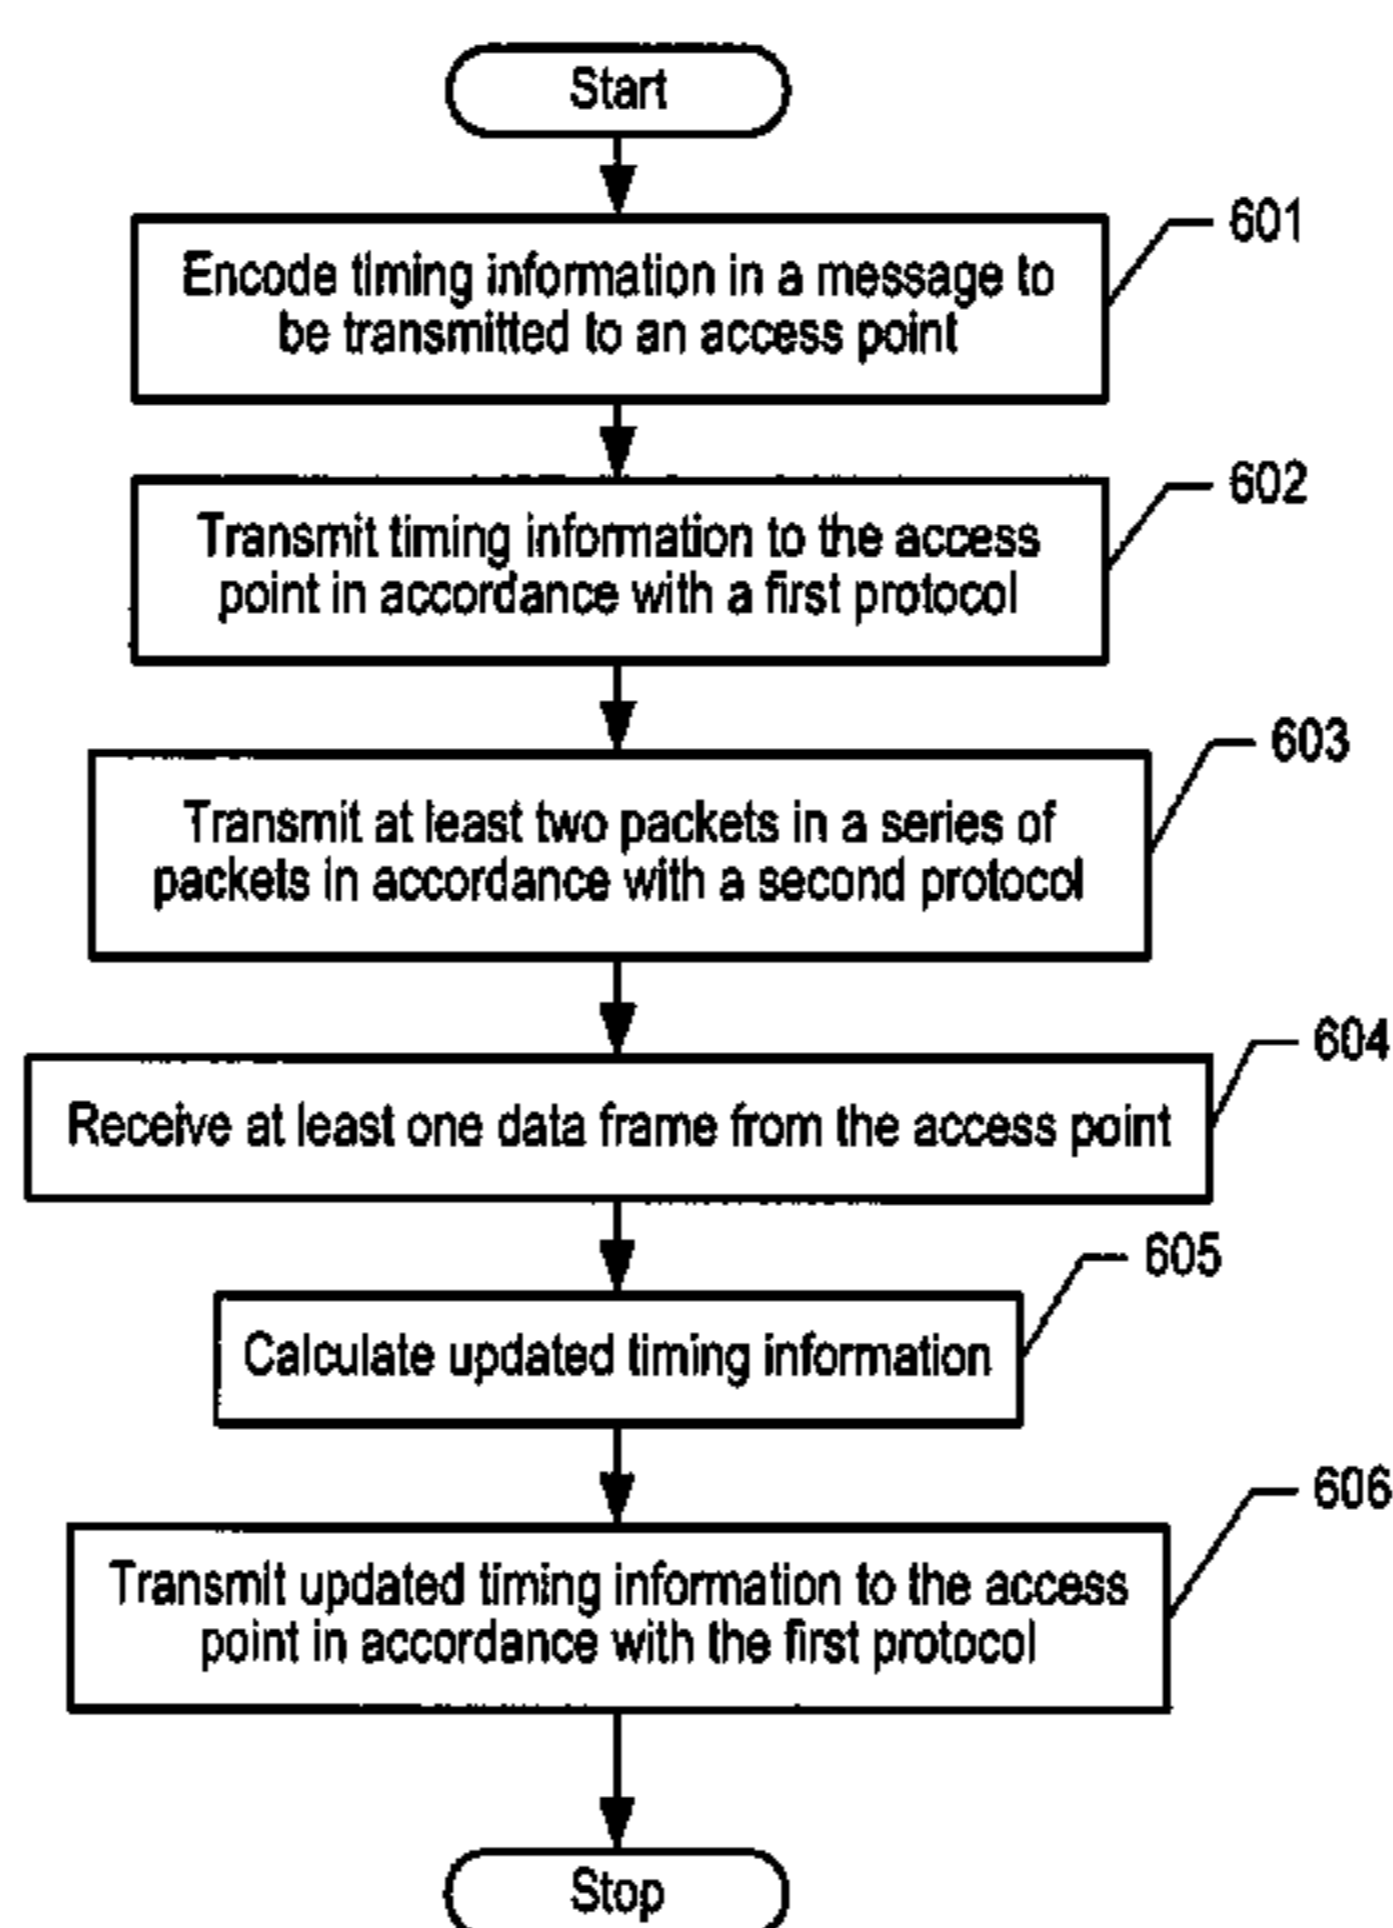 Start
601
Encode timing information in a message to
be transmitted to an access point
602
Transmit timing information to the access
point in accordance with a first protocol
603
Transmit at least two packets in a series of
packets in accordance with a second protocol
604
Receive at least one data frame from the access point
605
Calculate updated timing information
606
Transmit updated timing information to the access
point in accordance with the first protocol
Stop